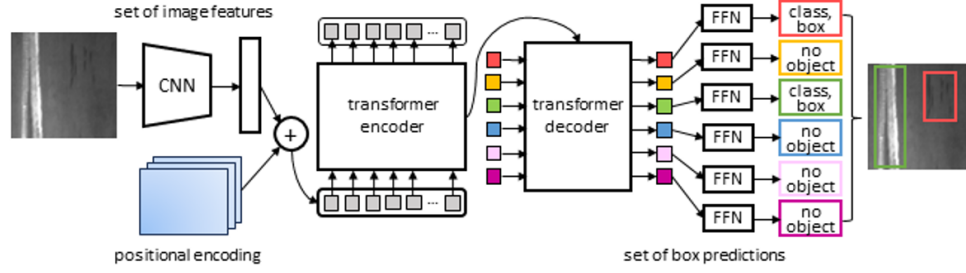 set of image features
CNN
+
positional encoding
...
transformer
encoder
...
transformer
decoder
FFN
class,
box
FFN
no
object
FFN
class,
box
FFN
no
object
FFN
no
object
FFN
no
object
set of box predictions